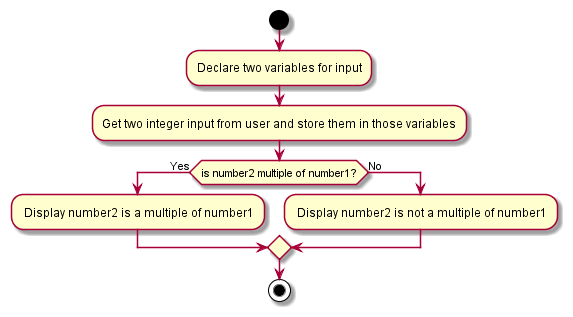 Declare two variables for input
Get two integer input from user and store them in those variables
Yes
is number2 multiple of number1?
No
Display number2 is a multiple of number1
Display number2 is not a multiple of number1